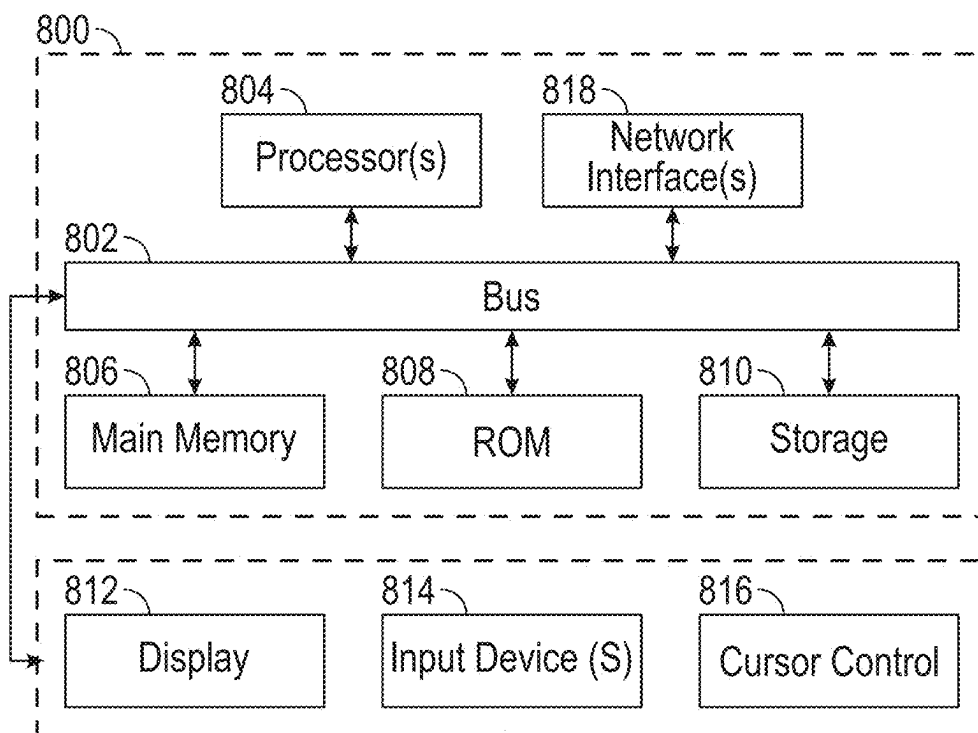 800
804
818
Processor(s)
Network
Interface(s)
802
Bus
806
808
810
Main Memory
ROM
Storage
812
814
816
Display
Input Device (S)
Cursor Control